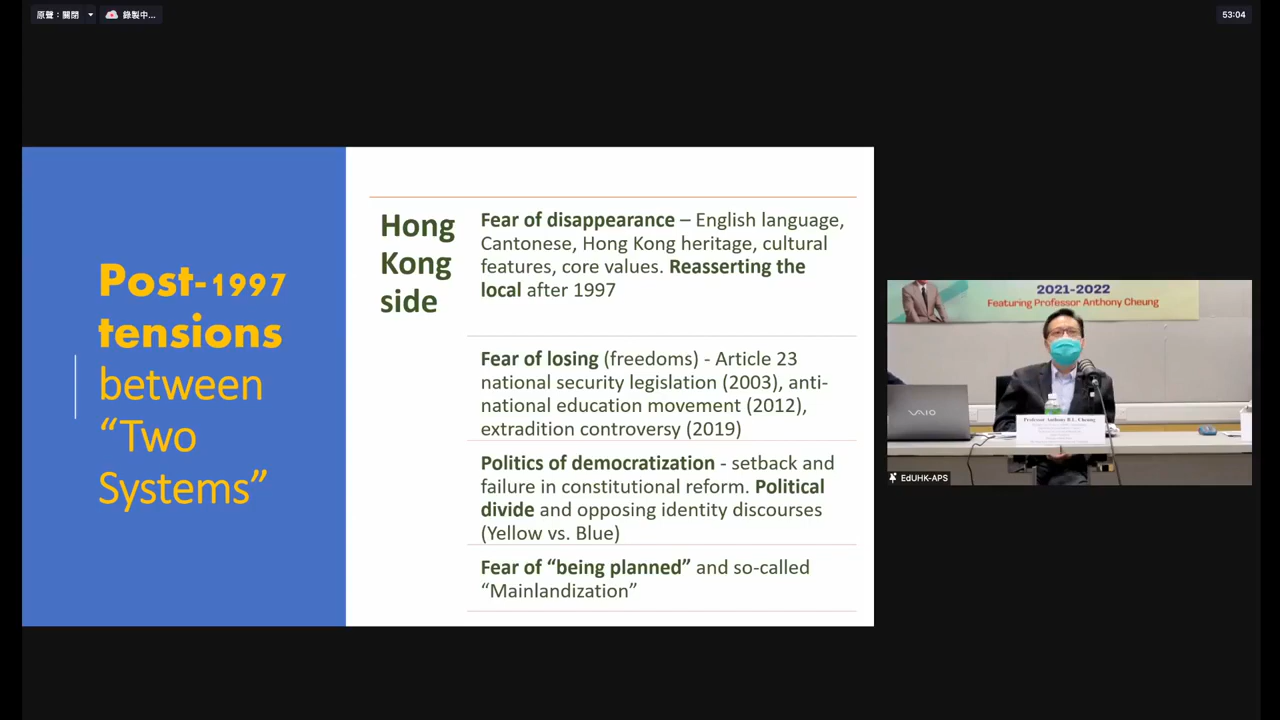 原聲：關閉
錄製中...
53:04
Post-1997
tensions
between
“Two
Systems”
Hong
Kong
side
Fear of disappearance – English language,
Cantonese, Hong Kong heritage, cultural
features, core values. Reasserting the
local after 1997
Fear of losing (freedoms) - Article 23
national security legislation (2003), anti-
national education movement (2012),
extradition controversy (2019)
Politics of democratization - setback and
failure in constitutional reform. Political
divide and opposing identity discourses
(Yellow vs. Blue)
Fear of “being planned” and so-called
“Mainlandization”
2021-2022
Featuring Professor Anthony Cheung
VAIO
Professor Anthony B.L. Cheung
EdUHK-APS